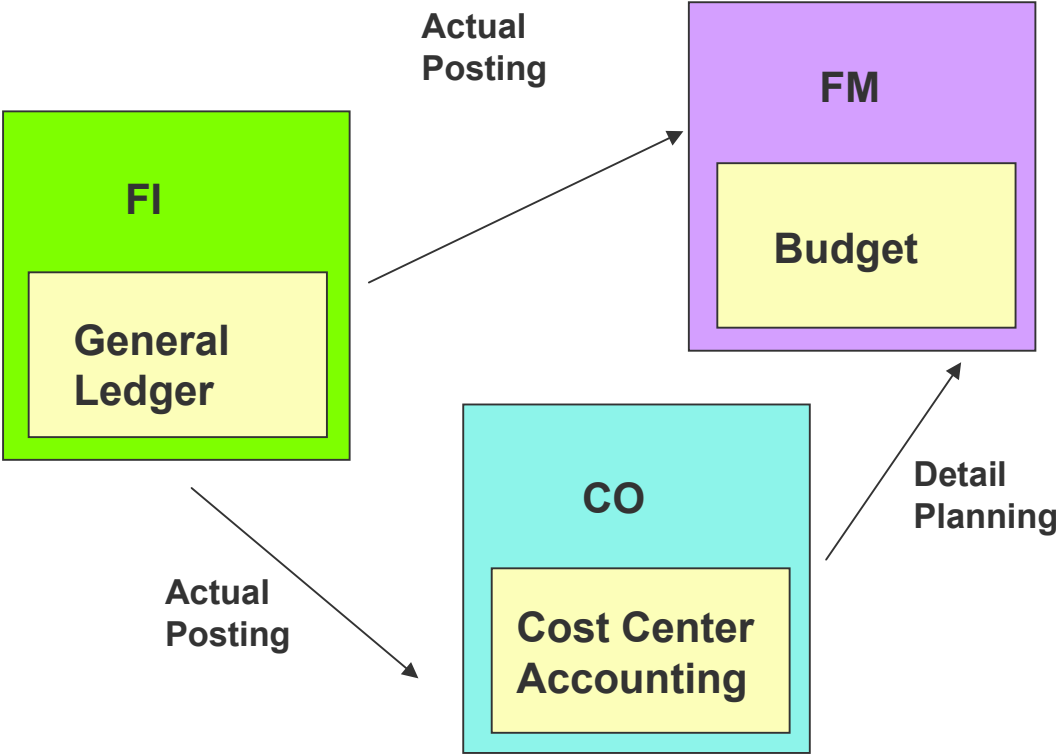 Actual
Posting
FM
FI
Budget
General
Ledger
CO
Detail
Planning
Actual
Posting
Cost Center
Accounting